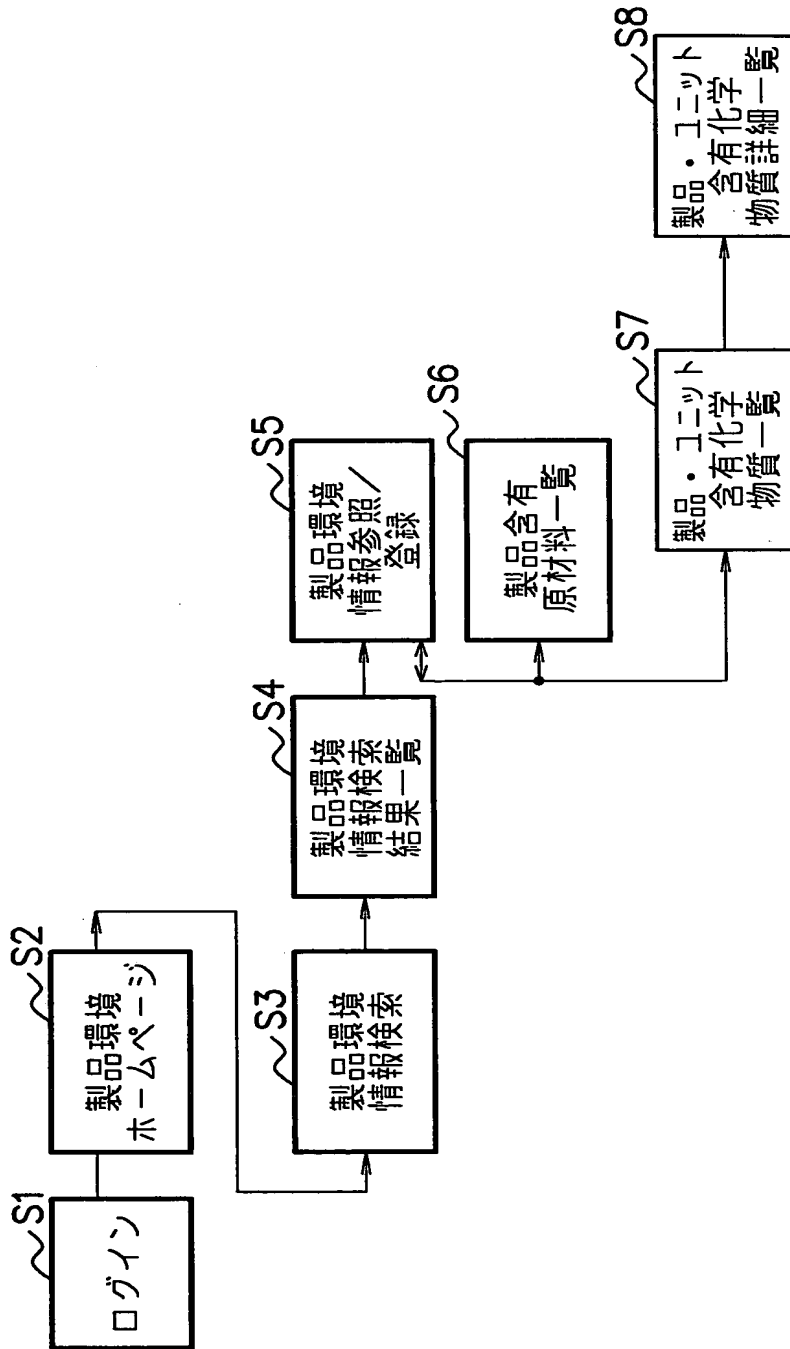 S1
ログイン
S2
製品環境
ホームページ
S3
製品環境
情報検索
S4
製品環境
情報検索
結果一覧
S5
製品環境
情報参照／
登録
S6
製品含有
原材料一覧
S7
製品・ユニット
含有化学
物質一覧
S8
製品・ユニット
含有化学
物質詳細一覧